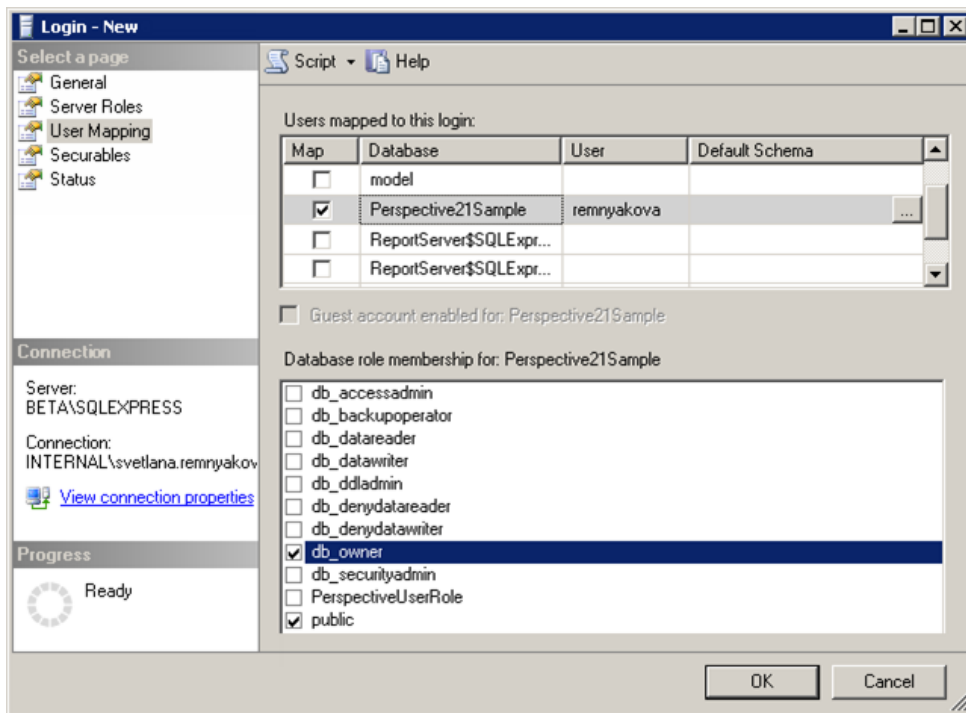 Login - New
Select a page
General
Server Roles
User Mapping
Securables
Status
Connection
Server:
BETA\SQLEXPRESS
Connection:
INTERNAL\svetlana.remnyakov
View connection properties
Progress
Ready
Script Help
Users mapped to this login:
Map Database User Default Schema
model
Perspective21Sample remnyakova ...
ReportServer$SQLExpr...
ReportServer$SQLExpr...
Guest account enabled for: Perspective21Sample
Database role membership for: Perspective21Sample
db_accessadmin
db_backupoperator
db_datareader
db_datawriter
db_ddladmin
db_denydatareader
db_denydatawriter
db_owner
db_securityadmin
PerspectiveUserRole
public
OK Cancel